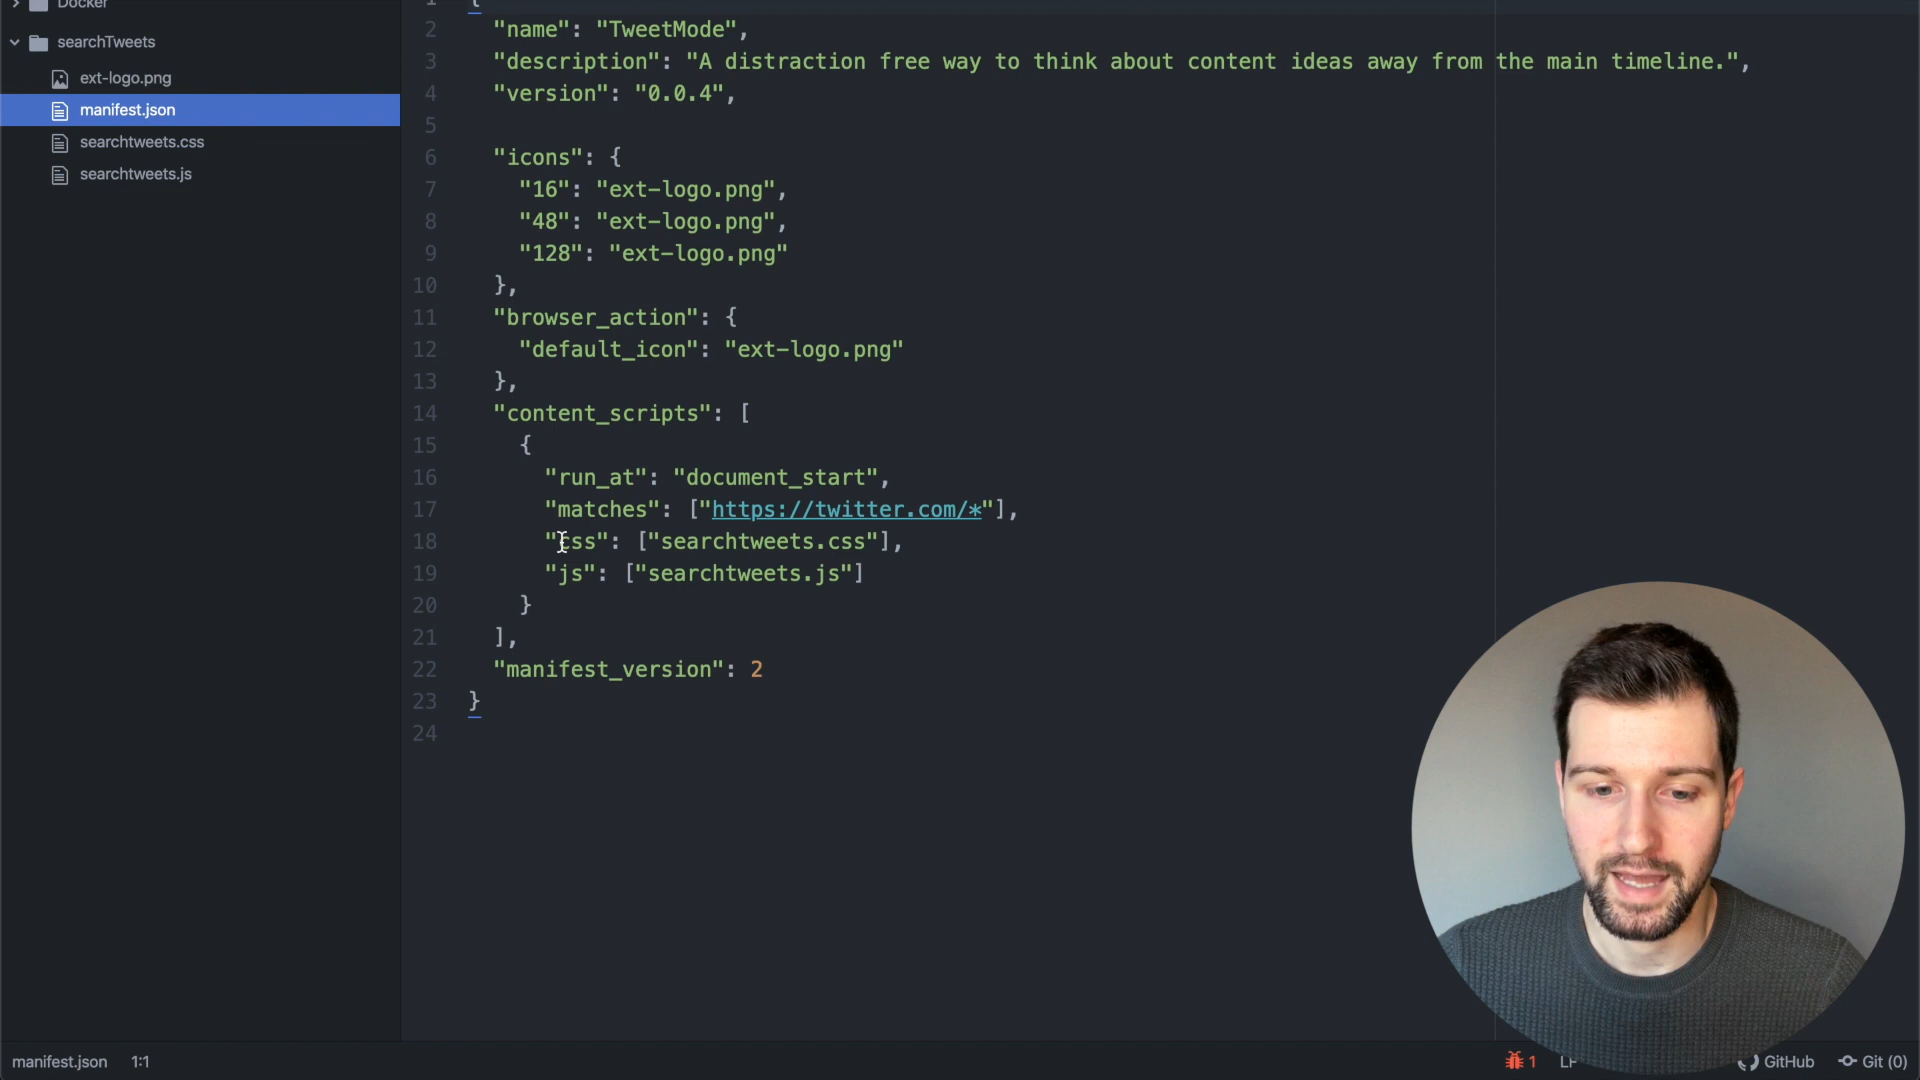 Docker
searchTweets
ext-logo.png
manifest.json
searchtweets.css
searchtweets.js
1 {
2 "name": "TweetMode",
3 "description": "A distraction free way to think about content ideas away from the main timeline.",
4 "version": "0.0.4",
5
6 "icons": {
7 "16": "ext-logo.png",
8 "48": "ext-logo.png",
9 "128": "ext-logo.png"
10 },
11 "browser_action": {
12 "default_icon": "ext-logo.png"
13 },
14 "content_scripts": [
15 {
16 "run_at": "document_start",
17 "matches": ["https://twitter.com/*"],
18 "css": ["searchtweets.css"],
19 "js": ["searchtweets.js"]
20 }
21 ],
22 "manifest_version": 2
23 }
24
manifest.json 1:1
1 LF GitHub Git (0)